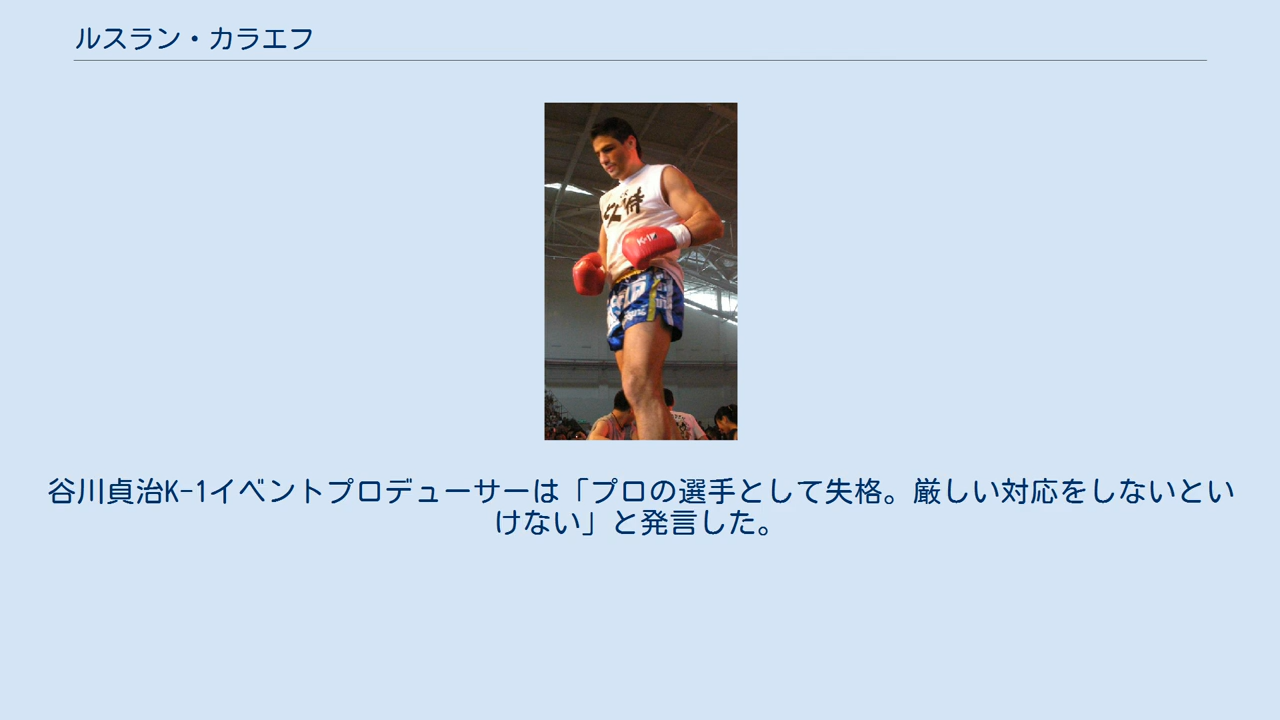 ルスラン・カラエフ
K-1
谷川貞治K-1イベントプロデューサーは「プロの選手として失格。厳しい対応をしないとい
けない」と発言した。